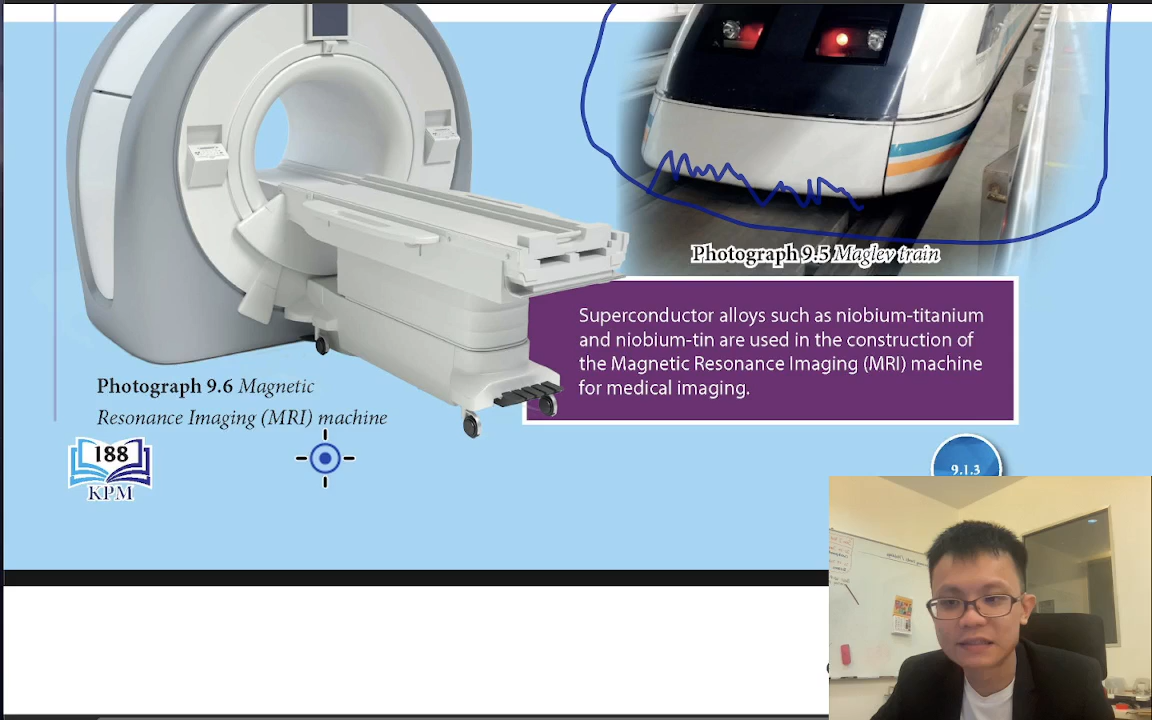 Photograph 9.5 Maglev train
Superconductor alloys such as niobium-titanium
and niobium-tin are used in the construction of
the Magnetic Resonance Imaging (MRI) machine
for medical imaging.
Photograph 9.6 Magnetic
Resonance Imaging (MRI) machine
188
KPM
9.1.3